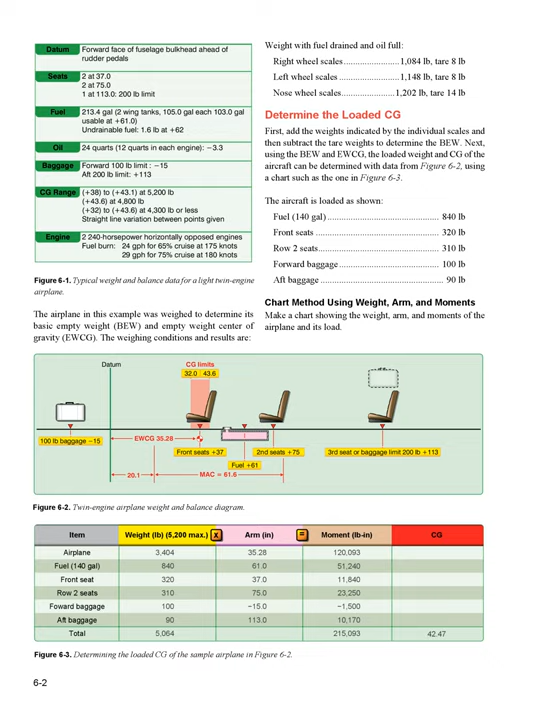 Datum Forward face of fuselage bulkhead ahead of
rudder pedals
Seats 2 at 37.0
2 at 75.0
1 at 113.0: 200 lb limit
Fuel 213.4 gal (2 wing tanks, 105.0 gal each 103.0 gal
usable at +61.0)
Undrainable fuel: 1.6 lb at +62
Oil 24 quarts (12 quarts in each engine): −3.3
Baggage Forward 100 lb limit : −15
Aft 200 lb limit: +113
CG Range (+38) to (+43.1) at 5,200 lb
(+43.6) at 4,800 lb
(+32) to (+43.6) at 4,300 lb or less
Straight line variation between points given
Engine 2 240-horsepower horizontally opposed engines
Fuel burn: 24 gph for 65% cruise at 175 knots
29 gph for 75% cruise at 180 knots
Figure 6-1. Typical weight and balance data for a light twin-engine
airplane.
The airplane in this example was weighed to determine its
basic empty weight (BEW) and empty weight center of
gravity (EWCG). The weighing conditions and results are:
Weight with fuel drained and oil full:
Right wheel scales ......................1,084 lb, tare 8 lb
Left wheel scales .........................1,148 lb, tare 8 lb
Nose wheel scales......................1,202 lb, tare 14 lb
Determine the Loaded CG
First, add the weights indicated by the individual scales and
then subtract the tare weights to determine the BEW. Next,
using the BEW and EWCG, the loaded weight and CG of the
aircraft can be determined with data from Figure 6-2, using
a chart such as the one in Figure 6-3.
The aircraft is loaded as shown:
Fuel (140 gal) .............................................. 840 lb
Front seats ................................................... 320 lb
Row 2 seats.................................................. 310 lb
Forward baggage......................................... 100 lb
Aft baggage ................................................... 90 lb
Chart Method Using Weight, Arm, and Moments
Make a chart showing the weight, arm, and moments of the
airplane and its load.
Datum
CG limits
32.0 43.6
100 lb baggage −15
EWCG 35.28
Front seats +37
2nd seats +75
3rd seat or baggage limit 200 lb +113
Fuel +61
20.1
MAC = 61.6
Figure 6-2. Twin-engine airplane weight and balance diagram.
Item Weight (lb) (5,200 max.) x Arm (in) = Moment (lb-in) CG
Airplane 3,404 35.28 120,093
Fuel (140 gal) 840 61.0 51,240
Front seat 320 37.0 11,840
Row 2 seats 310 75.0 23,250
Foward baggage 100 −15.0 −1,500
Aft baggage 90 113.0 10,170
Total 5,064 215,093 42.47
Figure 6-3. Determining the loaded CG of the sample airplane in Figure 6-2.
6-2